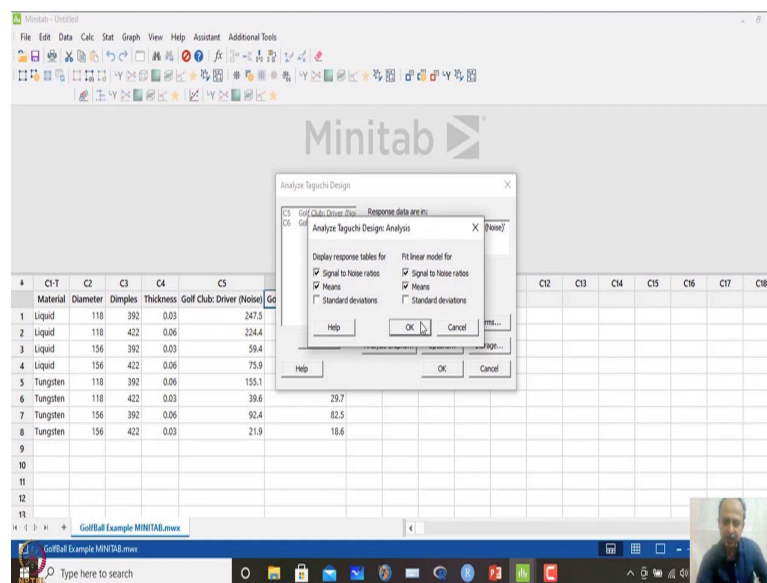 Minitab - Untitled
File Edit Data Calc Stat Graph View Help Assistant Additional Tools
Minitab
Analyze Taguchi Design
C5 Golf Club: Driver (Noi Response data are in:
C6 Gol
(Noise)'
Analyze Taguchi Design: Analysis
Display response tables for Fit linear model for
Signal to Noise ratios Signal to Noise ratios
Means Means
Standard deviations Standard deviations
Help OK Cancel
Help OK Cancel
C1-T C2 C3 C4 C5 C12 C13 C14 C15 C16 C17 C18
Material Diameter Dimples Thickness Golf Club: Driver (Noise) Go
1 Liquid 118 392 0.03 247.5
2 Liquid 118 422 0.06 224.4
3 Liquid 156 392 0.03 59.4
4 Liquid 156 422 0.06 75.9
5 Tungsten 118 392 0.06 155.1
6 Tungsten 118 422 0.03 39.6 29.7
7 Tungsten 156 392 0.06 92.4 82.5
8 Tungsten 156 422 0.03 21.9 18.6
9
10
11
12
13
GolfBall Example MINITAB.mwx
GolfBall Example MINITAB.mwx
Type here to search